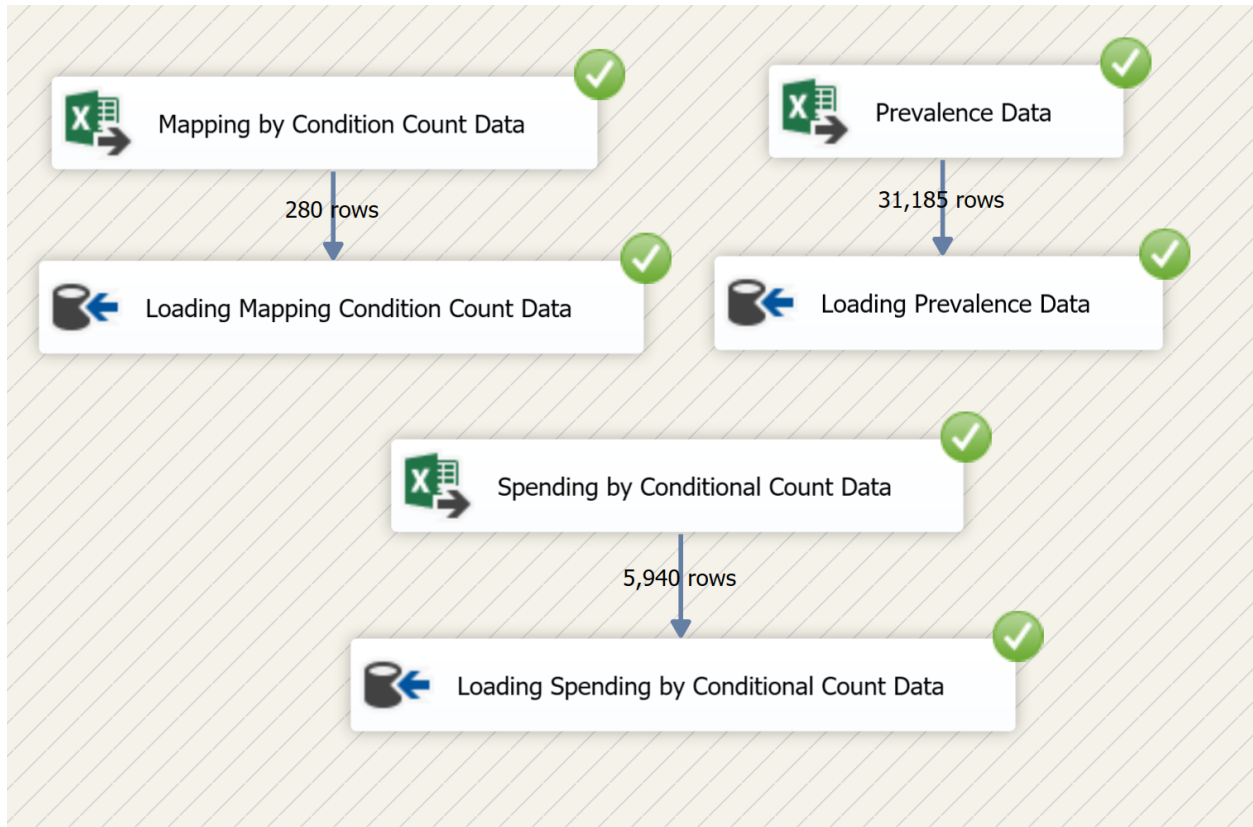 Mapping by Condition Count Data
280 rows
Loading Mapping Condition Count Data
Prevalence Data
31,185 rows
Loading Prevalence Data
Spending by Conditional Count Data
5,940 rows
Loading Spending by Conditional Count Data